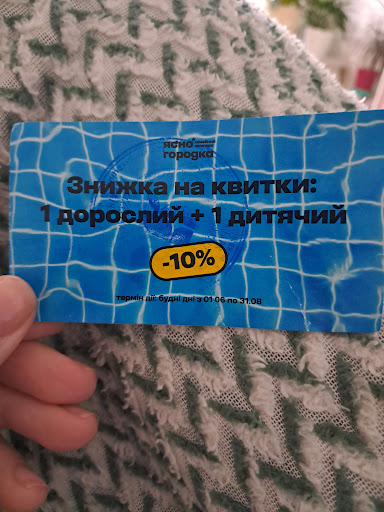 ясно
городка
Знижка на квитки:
1 дорослий + 1 дитячий
-10%
термін дії: будні дні з 01.06 по 31.08